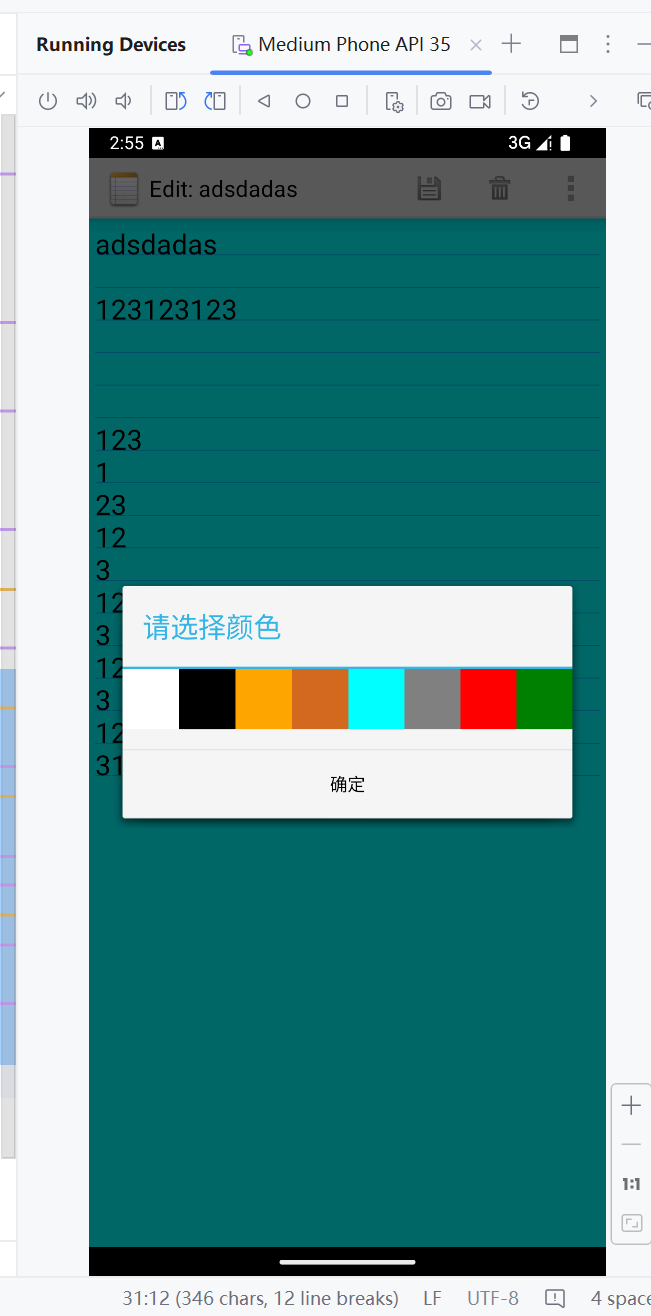 Running Devices
Medium Phone API 35
2:55
A
3G
Edit: adsdadas
adsdadas
123123123
123
1
23
12
3
12
3
12
3
12
31
请选择颜色
确定
1:1
31:12 (346 chars, 12 line breaks)
LF
UTF-8
4 space